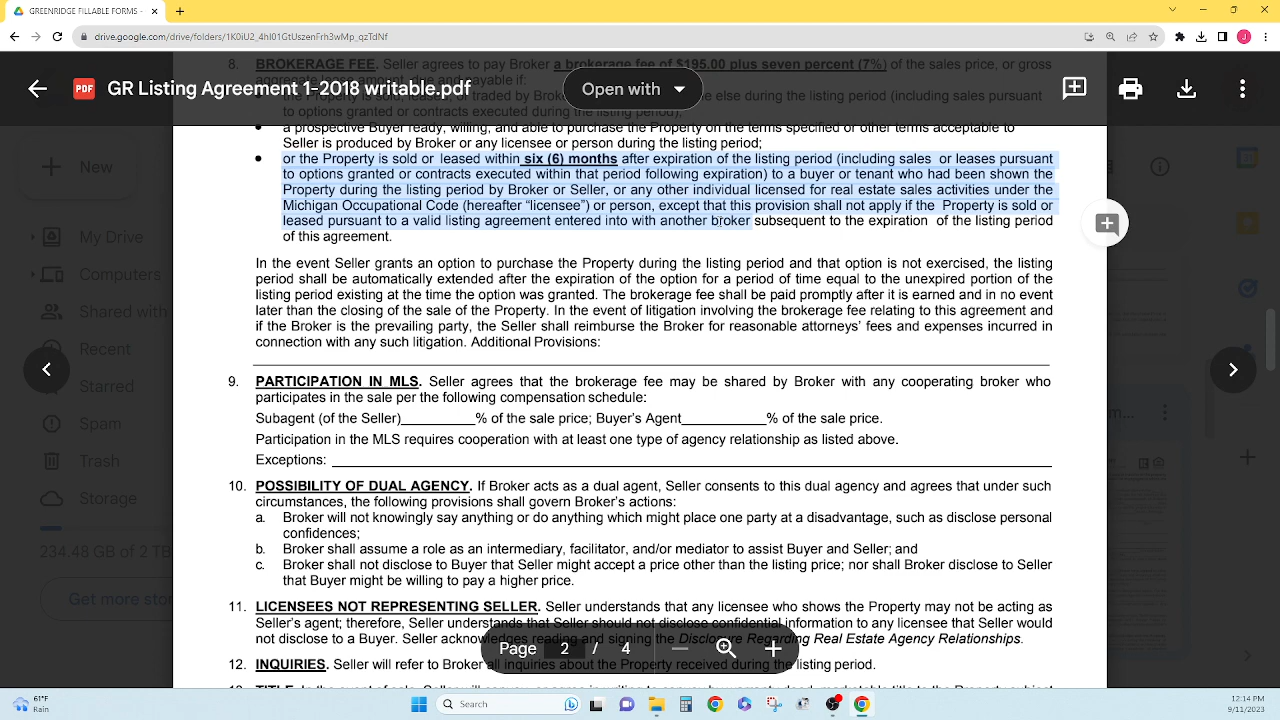 GREENRIDGE FILLABLE FORMS -
drive.google.com/drive/folders/1K0iU2_4hI01GtUszenFrh3wMp_qzTdNf
8. BROKERAGE FEE. Seller agrees to pay Broker a brokerage fee of $195.00 plus seven percent (7%) of the sales price, or gross
GR Listing Agreement 1-2018 writable.pdf
Open with
to options granted or contracts executed during the listing period);
• a prospective Buyer ready, willing, and able to purchase the Property on the terms specified or other terms acceptable to
Seller is produced by Broker or any licensee or person during the listing period;
• or the Property is sold or leased within six (6) months after expiration of the listing period (including sales or leases pursuant
to options granted or contracts executed within that period following expiration) to a buyer or tenant who had been shown the
Property during the listing period by Broker or Seller, or any other individual licensed for real estate sales activities under the
Michigan Occupational Code (hereafter “licensee”) or person, except that this provision shall not apply if the Property is sold or
leased pursuant to a valid listing agreement entered into with another broker subsequent to the expiration of the listing period
of this agreement.
In the event Seller grants an option to purchase the Property during the listing period and that option is not exercised, the listing
period shall be automatically extended after the expiration of the option for a period of time equal to the unexpired portion of the
listing period existing at the time the option was granted. The brokerage fee shall be paid promptly after it is earned and in no event
later than the closing of the sale of the Property. In the event of litigation involving the brokerage fee relating to this agreement and
if the Broker is the prevailing party, the Seller shall reimburse the Broker for reasonable attorneys’ fees and expenses incurred in
connection with any such litigation. Additional Provisions:
9. PARTICIPATION IN MLS. Seller agrees that the brokerage fee may be shared by Broker with any cooperating broker who
participates in the sale per the following compensation schedule:
Subagent (of the Seller)_________% of the sale price; Buyer’s Agent__________% of the sale price.
Participation in the MLS requires cooperation with at least one type of agency relationship as listed above.
Exceptions:
10. POSSIBILITY OF DUAL AGENCY. If Broker acts as a dual agent, Seller consents to this dual agency and agrees that under such
circumstances, the following provisions shall govern Broker’s actions:
a. Broker will not knowingly say anything or do anything which might place one party at a disadvantage, such as disclose personal
confidences;
b. Broker shall assume a role as an intermediary, facilitator, and/or mediator to assist Buyer and Seller; and
c. Broker shall not disclose to Buyer that Seller might accept a price other than the listing price; nor shall Broker disclose to Seller
that Buyer might be willing to pay a higher price.
11. LICENSEES NOT REPRESENTING SELLER. Seller understands that any licensee who shows the Property may not be acting as
Seller’s agent; therefore, Seller understands that Seller should not disclose confidential information to any licensee that Seller would
not disclose to a Buyer. Seller acknowledges reading and signing the Disclosure Regarding Real Estate Agency Relationships.
12. INQUIRIES. Seller will refer to Broker all inquiries about the Property received during the listing period.
Page 2 / 4
New
My Drive
Computers
Shared with
Recent
Starred
Spam
Trash
Storage
234.48 GB of 2 TB
Get more stor
m...
61°F
Rain
Search
12:14 PM
9/11/2023